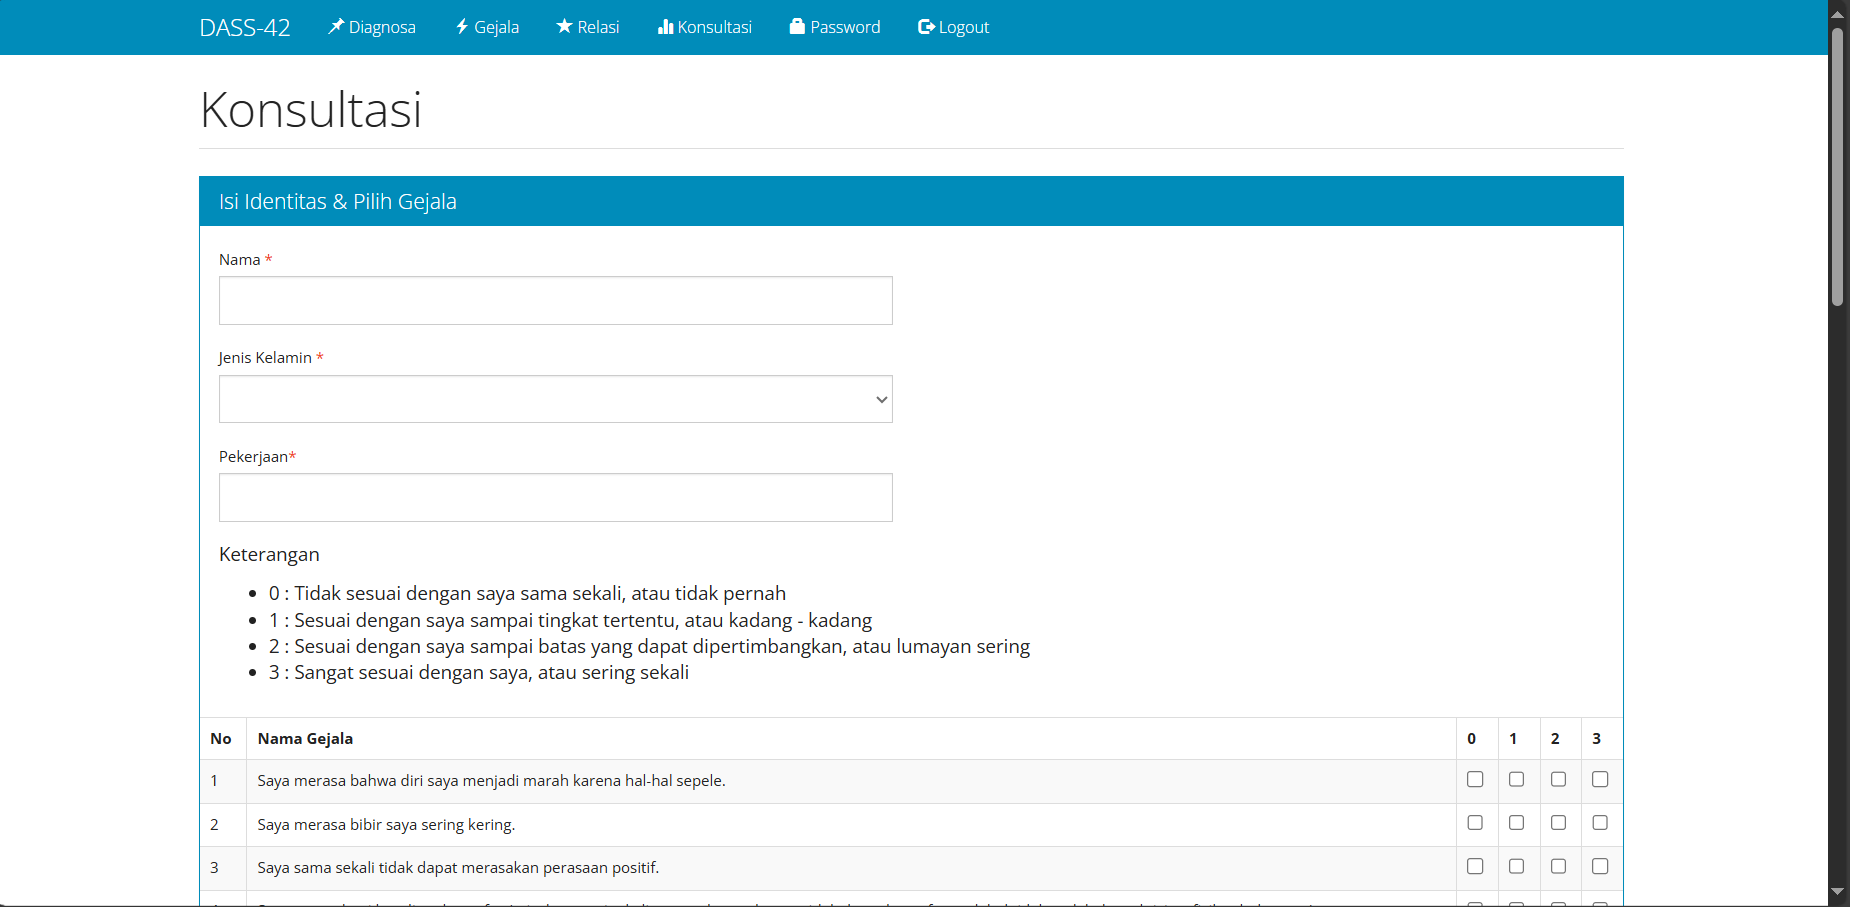 DASS-42 Diagnosa Gejala Relasi Konsultasi Password Logout
Konsultasi
Isi Identitas & Pilih Gejala
Nama *
Jenis Kelamin *
Pekerjaan*
Keterangan
• 0 : Tidak sesuai dengan saya sama sekali, atau tidak pernah
• 1 : Sesuai dengan saya sampai tingkat tertentu, atau kadang - kadang
• 2 : Sesuai dengan saya sampai batas yang dapat dipertimbangkan, atau lumayan sering
• 3 : Sangat sesuai dengan saya, atau sering sekali
No Nama Gejala 0 1 2 3
1 Saya merasa bahwa diri saya menjadi marah karena hal-hal sepele.
2 Saya merasa bibir saya sering kering.
3 Saya sama sekali tidak dapat merasakan perasaan positif.